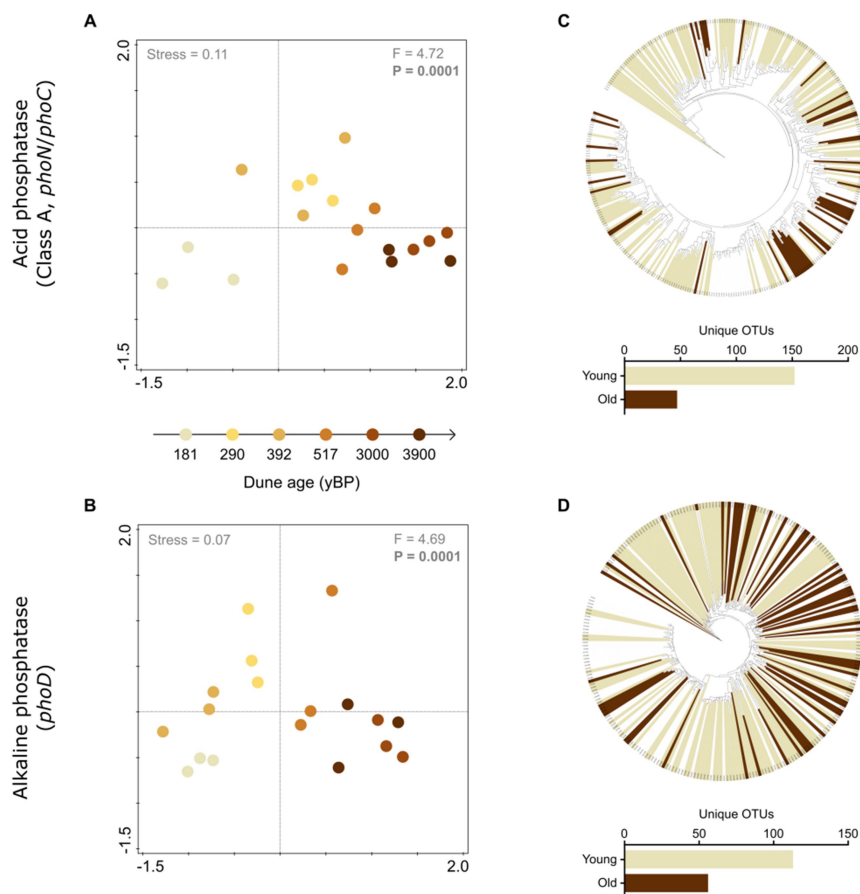 A
2.0
Stress = 0.11
F = 4.72
P = 0.0001
Acid phosphatase
(Class A, phoN/phoC)
-1.5
-1.5
2.0
181
290
392
517
3000
3900
Dune age (yBP)
B
2.0
Stress = 0.07
F = 4.69
P = 0.0001
Alkaline phosphatase
(phoD)
-1.5
-1.5
2.0
C
Unique OTUs
0
50
100
150
200
Young
Old
D
Unique OTUs
0
50
100
150
Young
Old